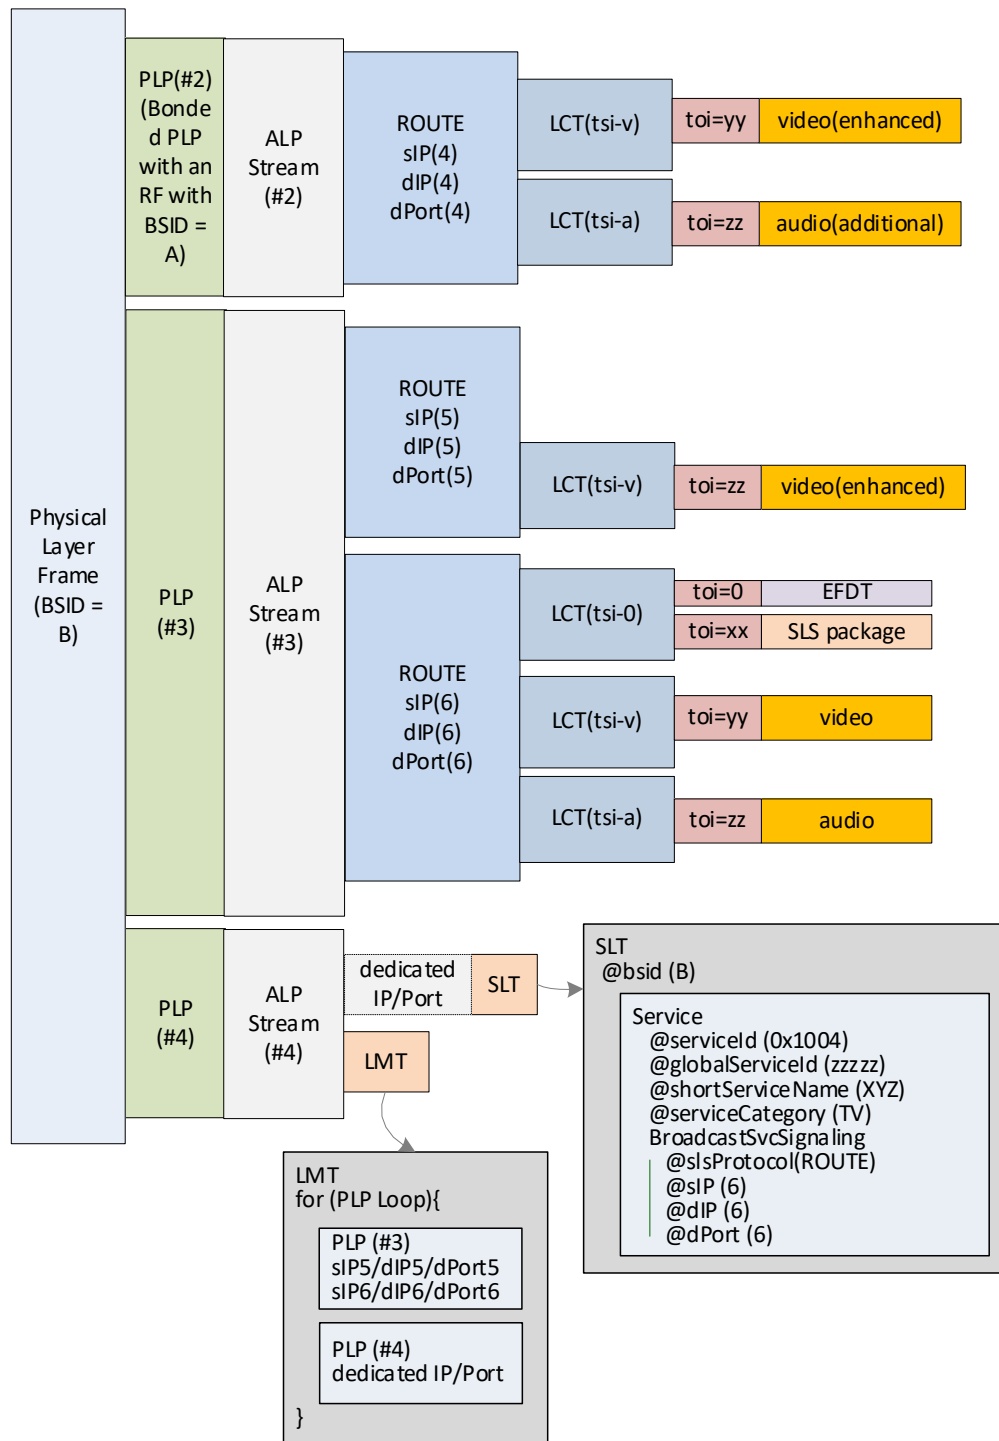 Physical
Layer
Frame
(BSID =
B)
PLP(#2)
(Bonde
d PLP
with an
RF with
BSID =
A)
ALP
Stream
(#2)
ROUTE
sIP(4)
dIP(4)
dPort(4)
LCT(tsi-v)
toi=yy
video(enhanced)
LCT(tsi-a)
toi=zz
audio(additional)
PLP
(#3)
ALP
Stream
(#3)
ROUTE
sIP(5)
dIP(5)
dPort(5)
LCT(tsi-v)
toi=zz
video(enhanced)
ROUTE
sIP(6)
dIP(6)
dPort(6)
LCT(tsi-0)
toi=0
EFDT
toi=xx
SLS package
LCT(tsi-v)
toi=yy
video
LCT(tsi-a)
toi=zz
audio
PLP
(#4)
ALP
Stream
(#4)
dedicated
IP/Port
SLT
LMT
SLT
@bsid (B)
Service
@serviceId (0x1004)
@globalServiceId (zzzzz)
@shortServiceName (XYZ)
@serviceCategory (TV)
BroadcastSvcSignaling
@slsProtocol(ROUTE)
@sIP (6)
@dIP (6)
@dPort (6)
LMT
for (PLP Loop){
PLP (#3)
sIP5/dIP5/dPort5
sIP6/dIP6/dPort6
PLP (#4)
dedicated IP/Port
}